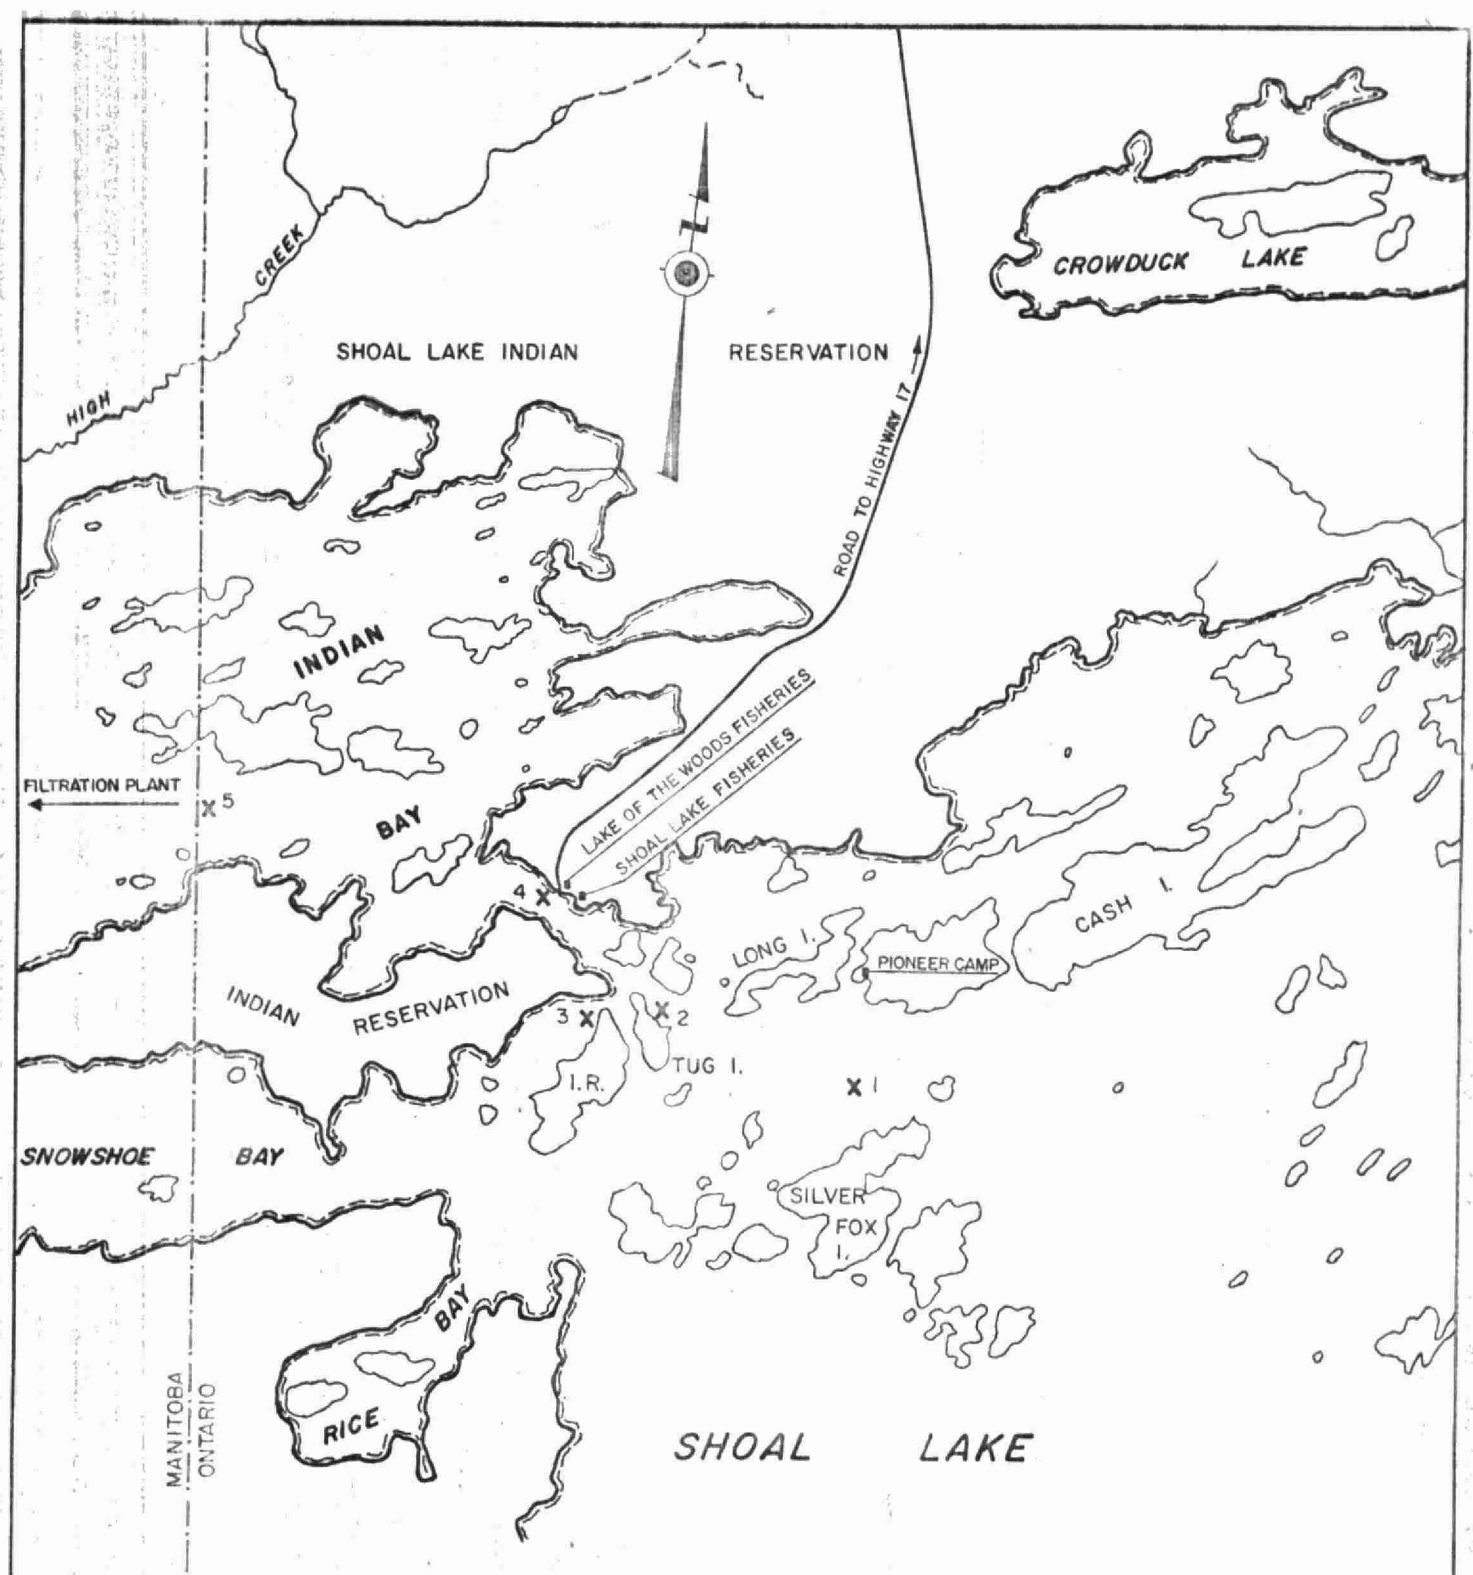 HIGH CREEK
N
CROWDUCK LAKE
SHOAL LAKE INDIAN RESERVATION
ROAD TO HIGHWAY 17
INDIAN BAY
LAKE OF THE WOODS FISHERIES
SHOAL LAKE FISHERIES
FILTRATION PLANT
X 5
4 X
LONG I.
PIONEER CAMP
CASH I.
INDIAN RESERVATION
3 X
X 2
TUG I.
I.R.
X 1
SNOWSHOE BAY
SILVER
FOX
I.
RICE BAY
MANITOBA
ONTARIO
SHOAL LAKE